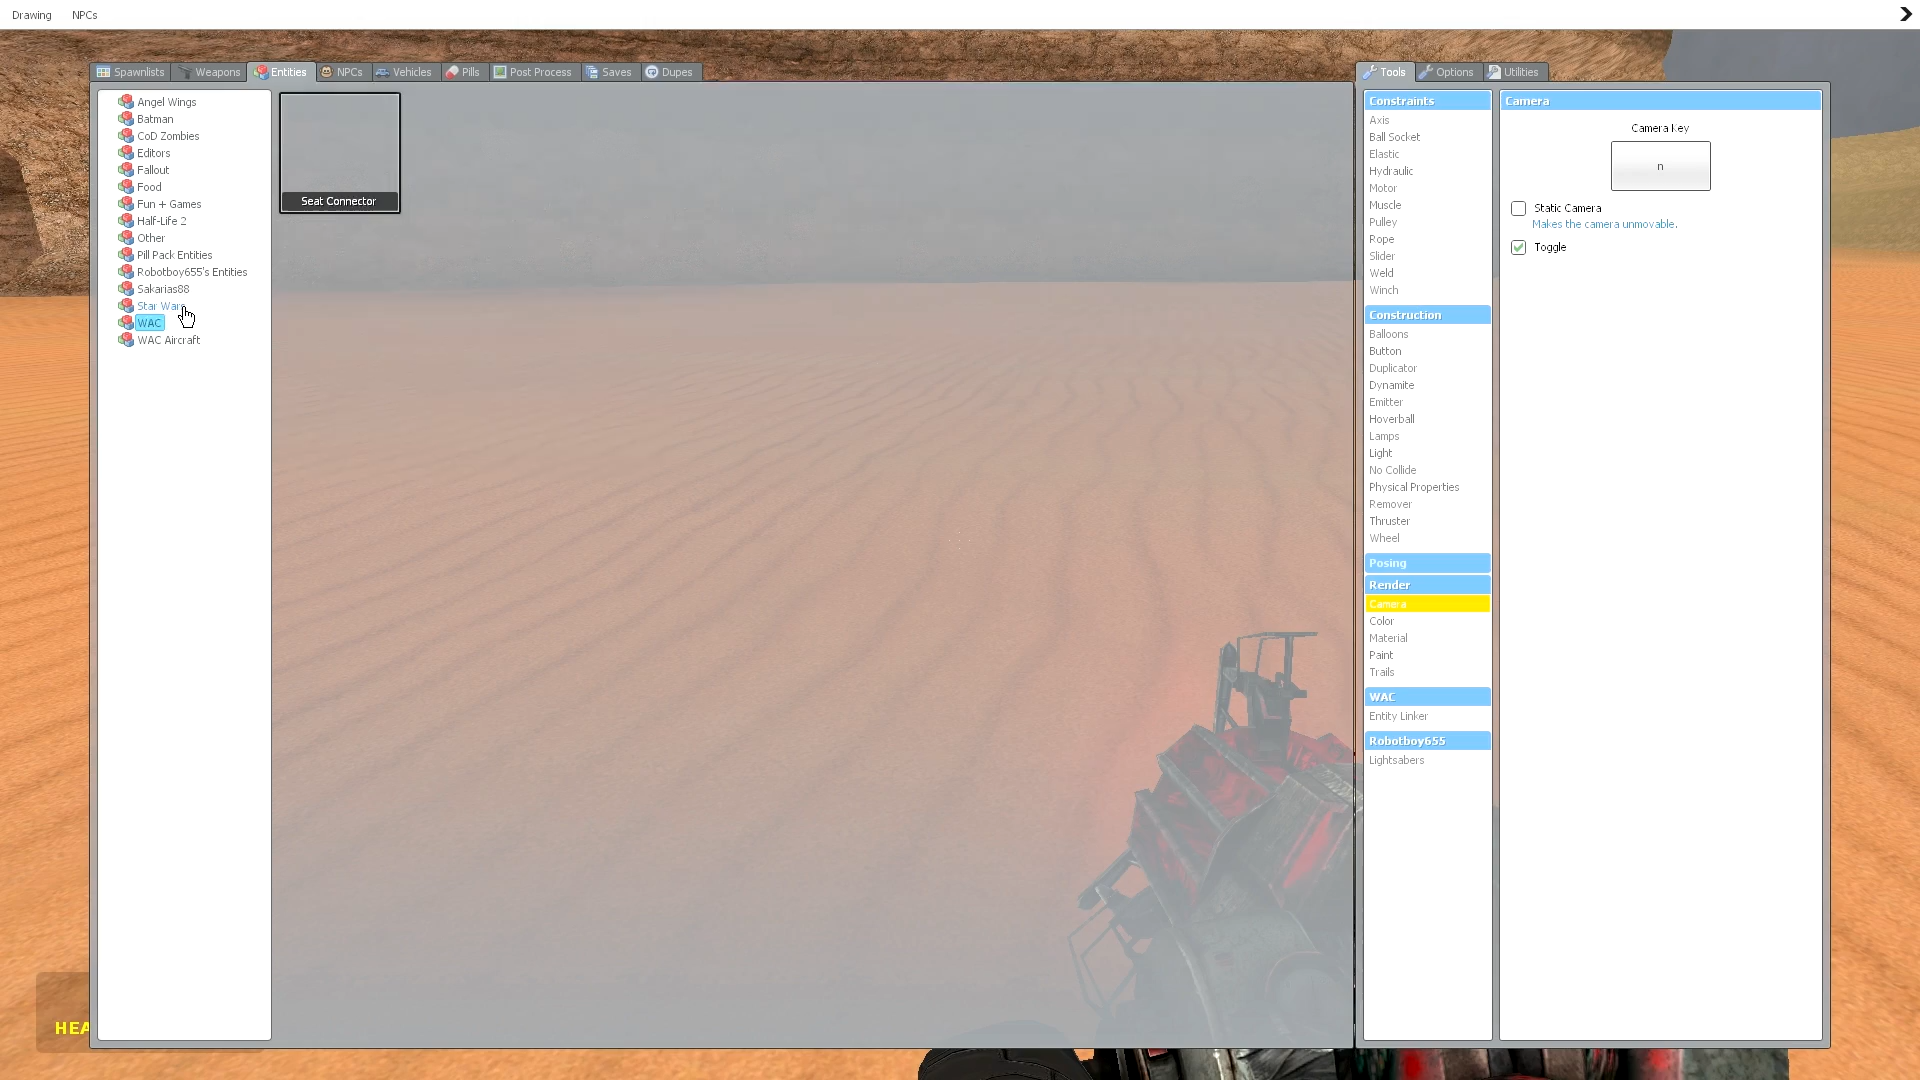 Drawing NPCs
Spawnlists Weapons Entities NPCs Vehicles Pills Post Process Saves Dupes
Angel Wings
Batman
CoD Zombies
Editors
Fallout
Food
Fun + Games
Half-Life 2
Other
Pill Pack Entities
Robotboy655's Entities
Sakarias88
Star Wars
WAC
WAC Aircraft
Seat Connector
HEA
Tools Options Utilities
Constraints
Axis
Ball Socket
Elastic
Hydraulic
Motor
Muscle
Pulley
Rope
Slider
Weld
Winch
Construction
Balloons
Button
Duplicator
Dynamite
Emitter
Hoverball
Lamps
Light
No Collide
Physical Properties
Remover
Thruster
Wheel
Posing
Render
Camera
Color
Material
Paint
Trails
WAC
Entity Linker
Robotboy655
Lightsabers
Camera
Camera Key
n
Static Camera
Makes the camera unmovable.
Toggle